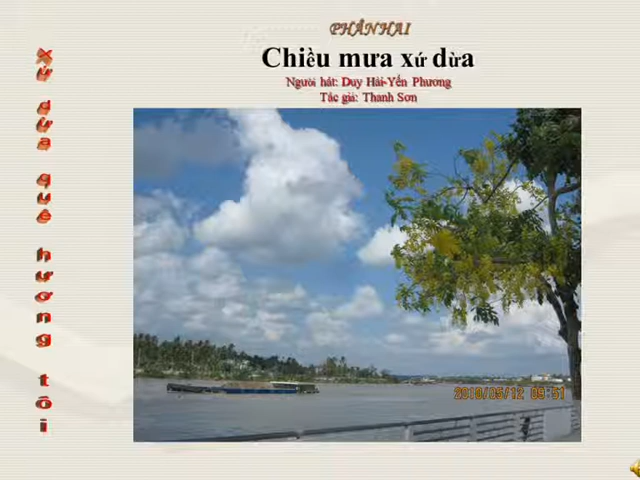 PHẦN HAI
Chiều mưa xứ dừa
Người hát: Duy Hải-Yến Phương
Tác giả: Thanh Sơn
Xứ dừa quê hương tôi
2010/05/12 09:51